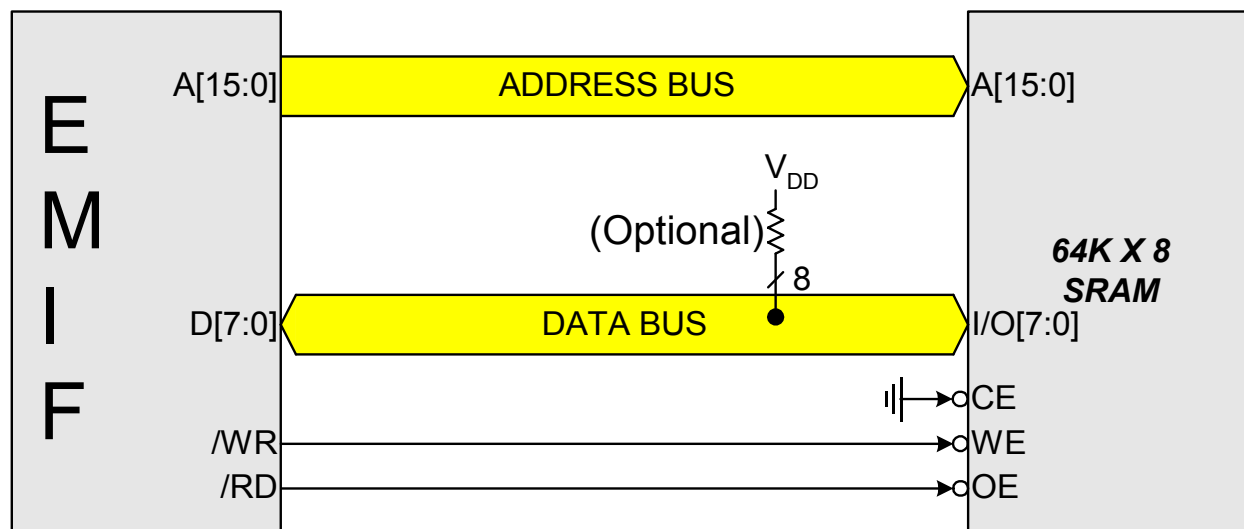 E
M
I
F
A[15:0]
ADDRESS BUS
A[15:0]
VDD
(Optional)
8
64K X 8
SRAM
D[7:0]
DATA BUS
I/O[7:0]
CE
/WR
WE
/RD
OE